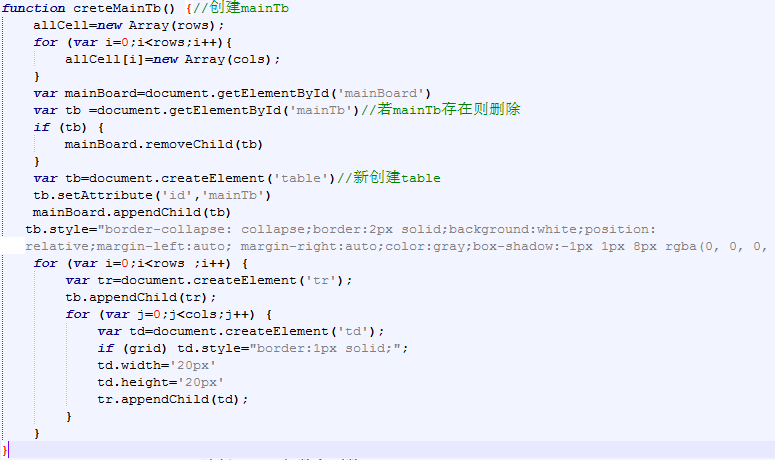 function creteMainTb() {//创建mainTb
allCell=new Array(rows);
for (var i=0;i<rows;i++){
allCell[i]=new Array(cols);
}
var mainBoard=document.getElementById('mainBoard')
var tb =document.getElementById('mainTb')//若mainTb存在则删除
if (tb) {
mainBoard.removeChild(tb)
}
var tb=document.createElement('table')//新创建table
tb.setAttribute('id','mainTb')
mainBoard.appendChild(tb)
tb.style="border-collapse: collapse;border:2px solid;background:white;position:
relative;margin-left:auto; margin-right:auto;color:gray;box-shadow:-1px 1px 8px rgba(0, 0, 0,
for (var i=0;i<rows ;i++) {
var tr=document.createElement('tr');
tb.appendChild(tr);
for (var j=0;j<cols;j++) {
var td=document.createElement('td');
if (grid) td.style="border:1px solid;";
td.width='20px'
td.height='20px'
tr.appendChild(td);
}
}
}